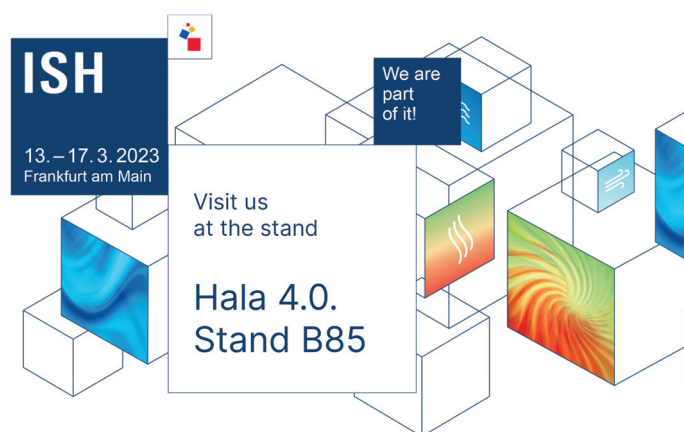 ISH
13. – 17. 3. 2023
Frankfurt am Main
We are
part
of it!
Visit us
at the stand
Hala 4.0.
Stand B85